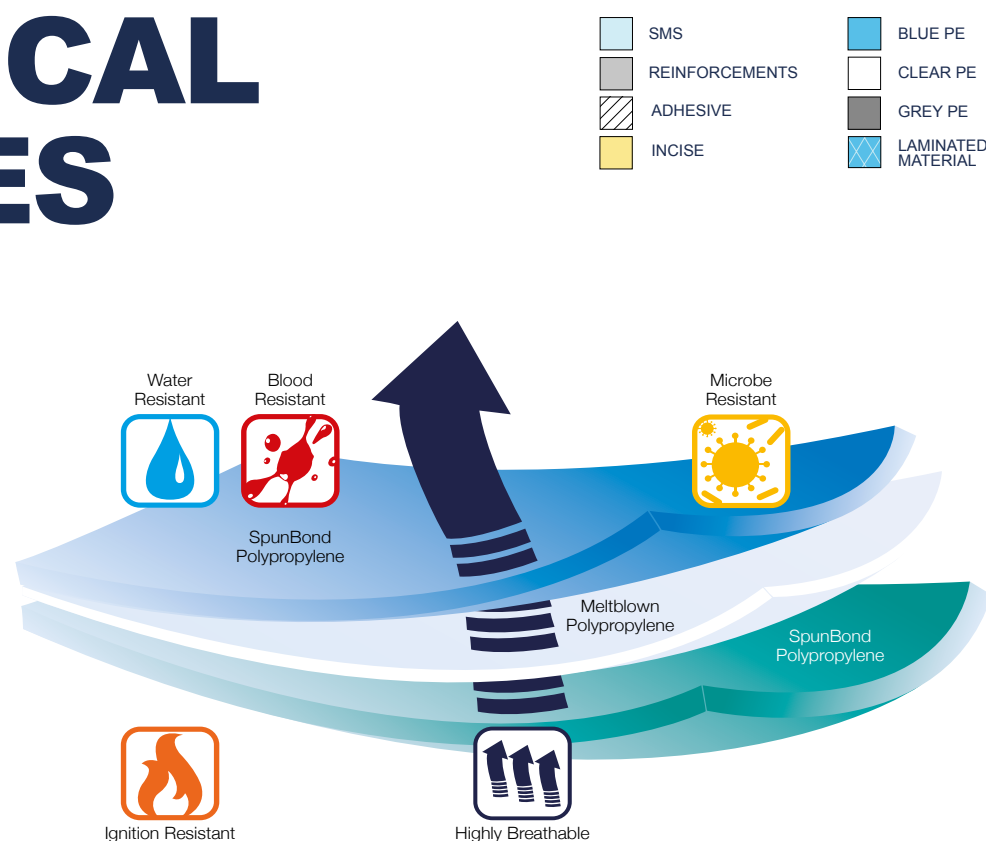 CAL
ES
SMS
REINFORCEMENTS
ADHESIVE
INCISE
BLUE PE
CLEAR PE
GREY PE
LAMINATED
MATERIAL
Water
Resistant
Blood
Resistant
Microbe
Resistant
SpunBond
Polypropylene
Meltblown
Polypropylene
SpunBond
Polypropylene
Ignition Resistant
Highly Breathable